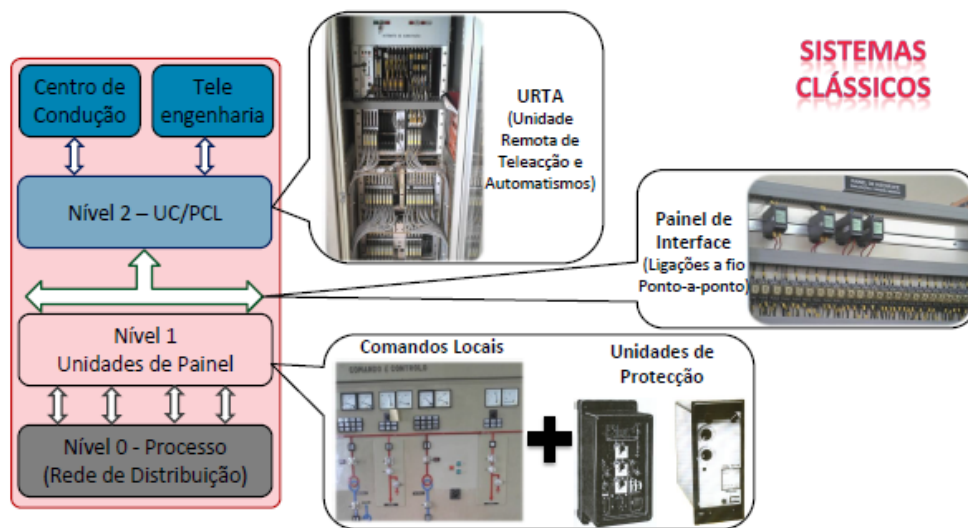 SISTEMAS
CLÁSSICOS
Centro de
Condução
Tele
engenharia
Nível 2 – UC/PCL
Nível 1
Unidades de Painel
Nível 0 - Processo
(Rede de Distribuição)
URTA
(Unidade
Remota de
Teleacção e
Automatismos)
Painel de
Interface
(Ligações a fio
Ponto-a-ponto)
Comandos Locais
COMANDO E CONTROLO
Unidades de
Protecção